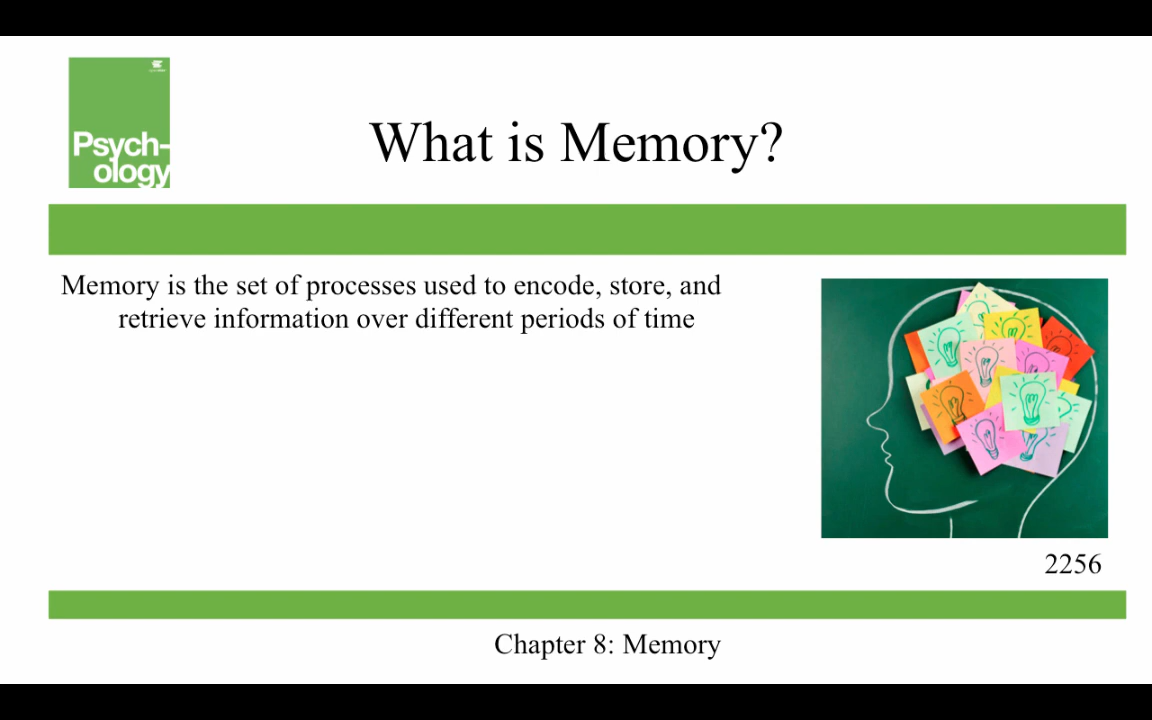 Psych-
ology
What is Memory?
Memory is the set of processes used to encode, store, and
retrieve information over different periods of time
2256
Chapter 8: Memory